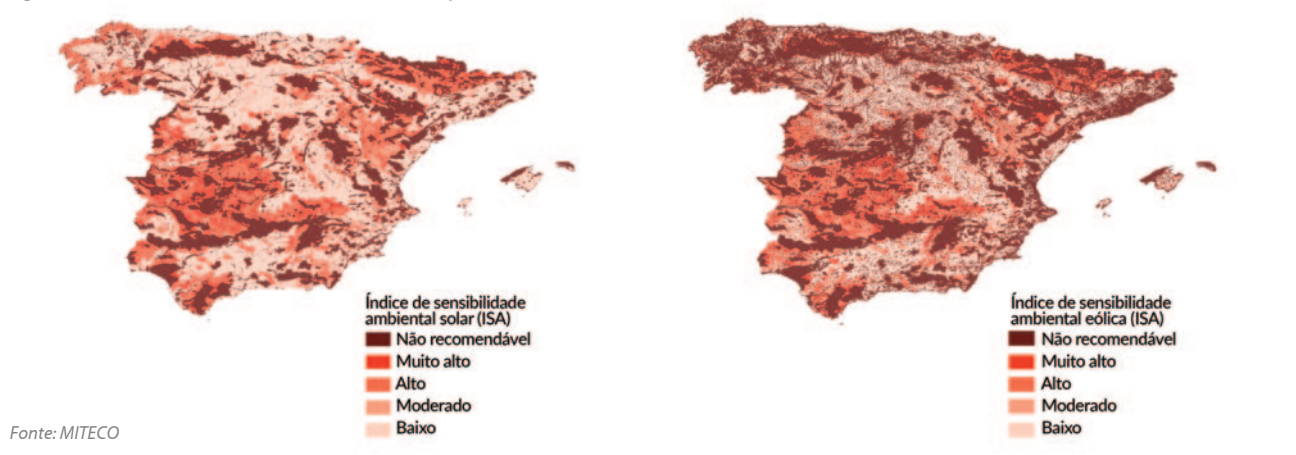 Índice de sensibilidade
ambiental solar (ISA)
Não recomendável
Muito alto
Alto
Moderado
Baixo
Índice de sensibilidade
ambiental eólica (ISA)
Não recomendável
Muito alto
Alto
Moderado
Baixo
Fonte: MITECO